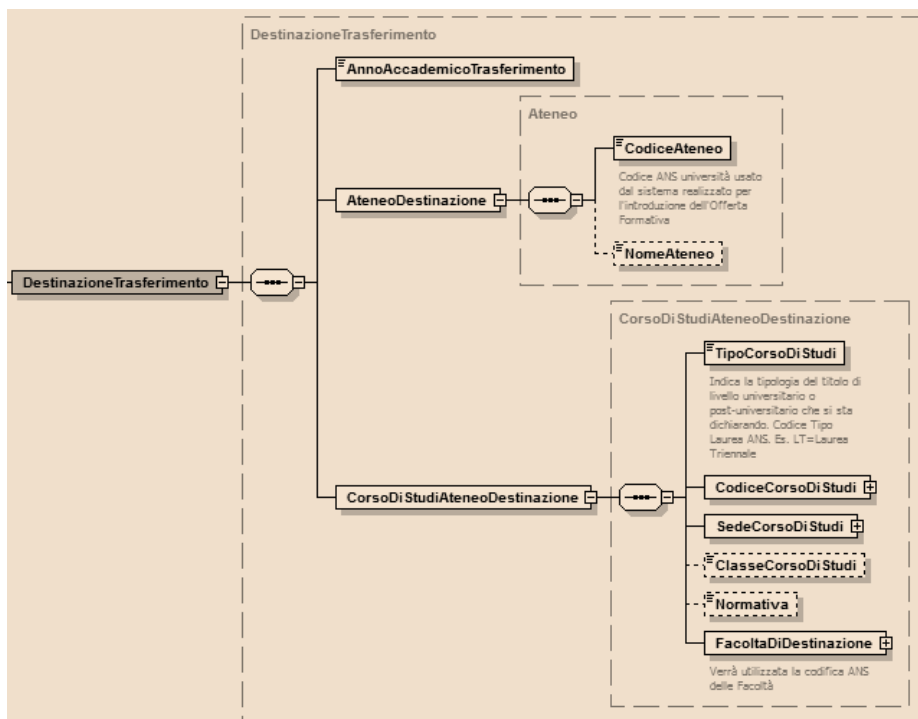 DestinazioneTrasferimento
AnnoAccademicoTrasferimento
Ateneo
CodiceAteneo
Codice ANS università usato
dal sistema realizzato per
l'introduzione dell'Offerta
Formativa
AteneoDestinazione
NomeAteneo
DestinazioneTrasferimento
CorsoDiStudiAteneoDestinazione
TipoCorsoDiStudi
Indica la tipologia del titolo di
livello universitario o
post-universitario che si sta
dichiarando. Codice Tipo
Laurea ANS. Es. LT=Laurea
Triennale
CorsoDiStudiAteneoDestinazione
CodiceCorsoDiStudi
SedeCorsoDiStudi
ClasseCorsoDiStudi
Normativa
FacoltaDiDestinazione
Verrà utilizzata la codifica ANS
delle Facoltà